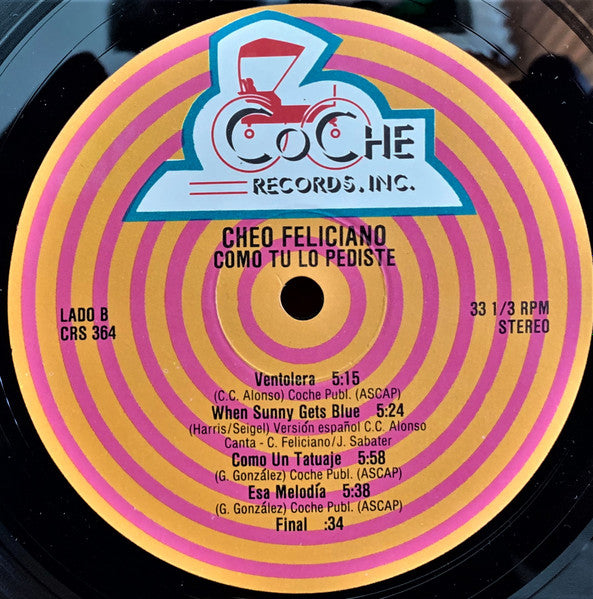 COCHE
RECORDS, INC.
CHEO FELICIANO
COMO TU LO PEDISTE
LADO B
CRS 364
33 1/3 RPM
STEREO
Ventolera 5:15
(C.C. Alonso) Coche Publ. (ASCAP)
When Sunny Gets Blue 5:24
(Harris/Seigel) Versión español C.C. Alonso
Canta - C. Feliciano/J. Sabater
Como Un Tatuaje 5:58
(G. González) Coche Publ. (ASCAP)
Esa Melodía 5:38
(G. González) Coche Publ. (ASCAP)
Final :34